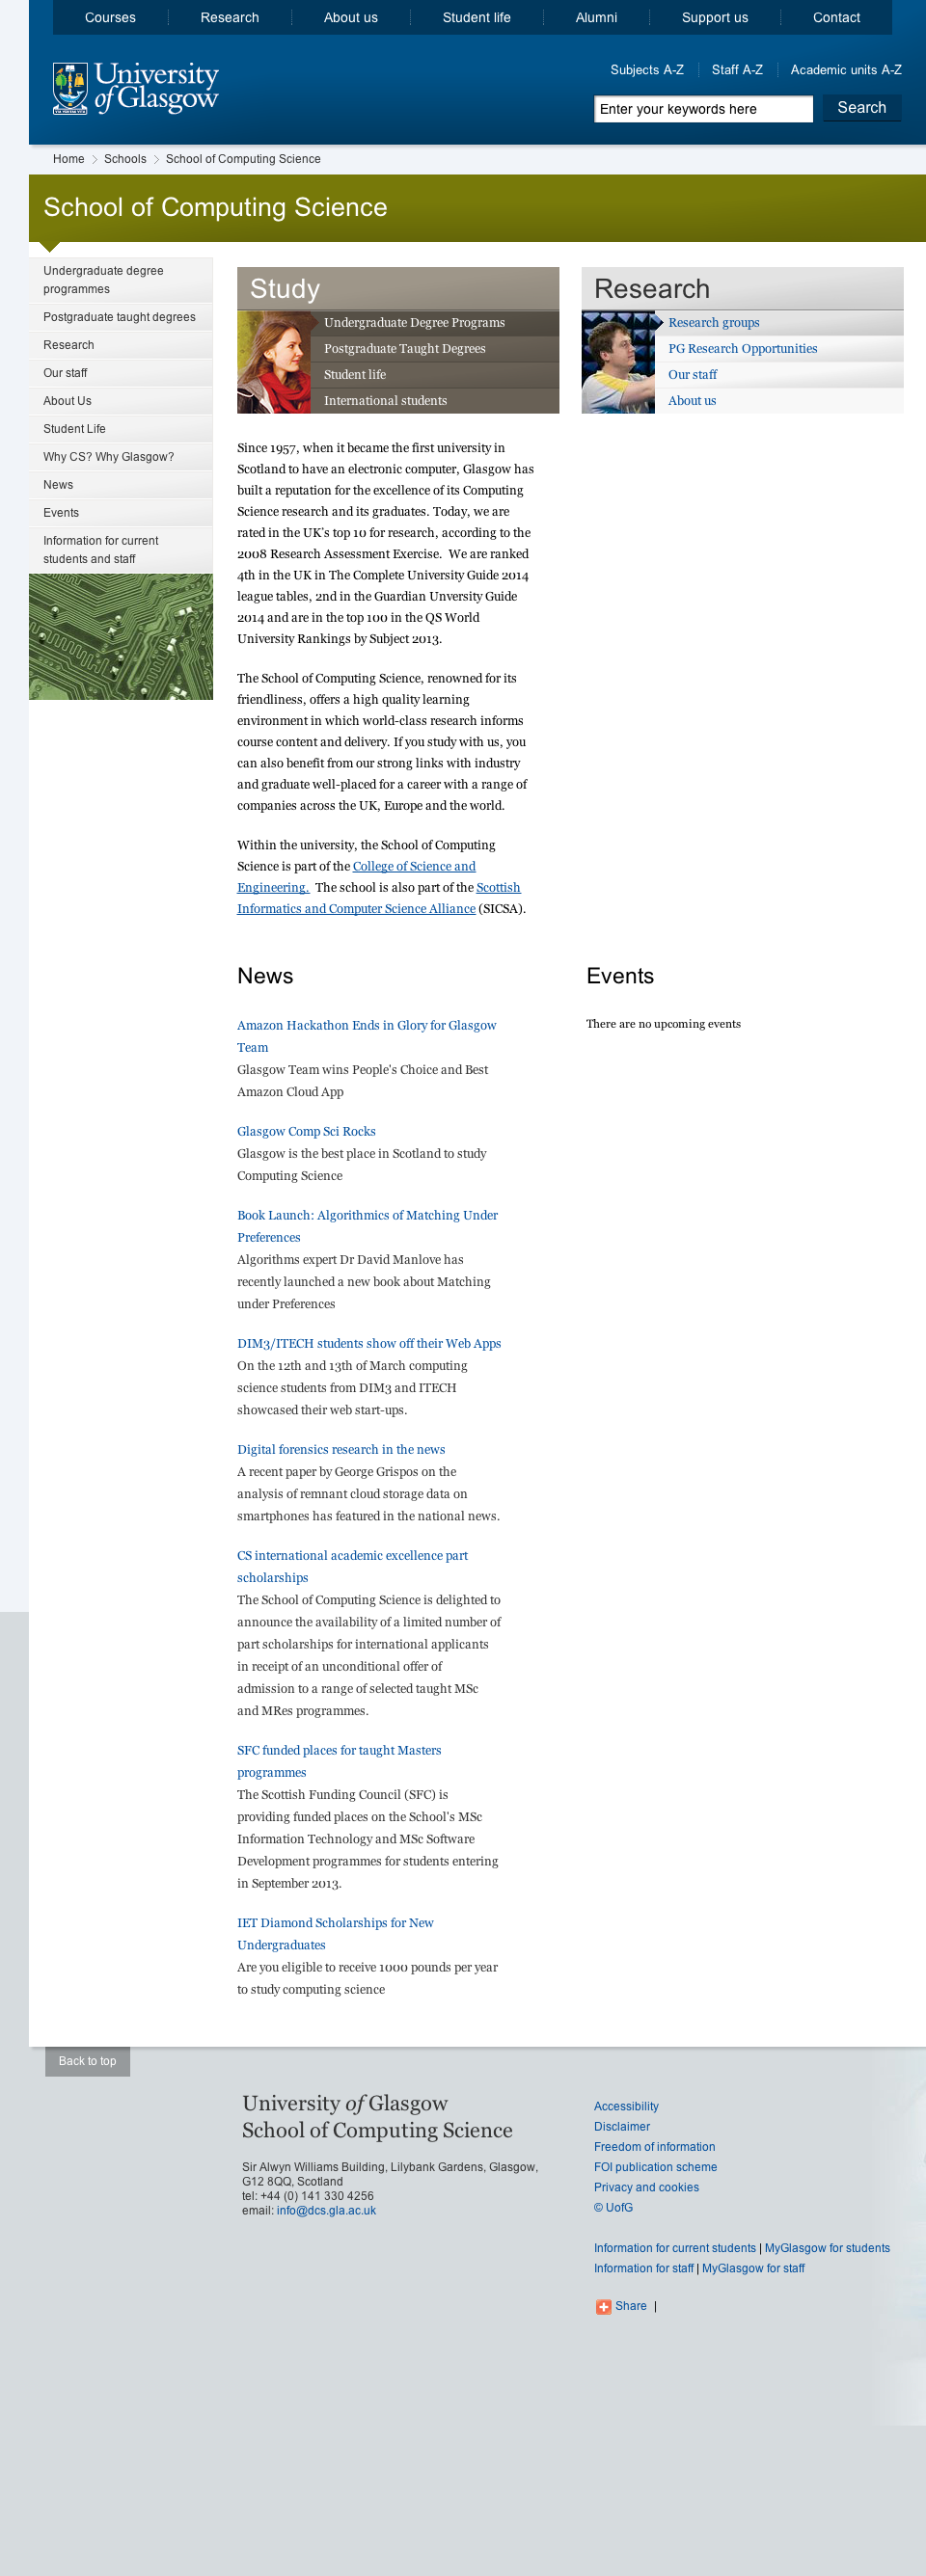 Courses
Research
About us
Student life
Alumni
Support us
Contact
University
of Glasgow
Subjects A-Z
Staff A-Z
Academic units A-Z
Enter your keywords here
Search
Home
Schools
School of Computing Science
School of Computing Science
Undergraduate degree
programmes
Postgraduate taught degrees
Research
Our staff
About Us
Student Life
Why CS? Why Glasgow?
News
Events
Information for current
students and staff
Study
Undergraduate Degree Programs
Postgraduate Taught Degrees
Student life
International students
Research
Research groups
PG Research Opportunities
Our staff
About us
Since 1957, when it became the first university in
Scotland to have an electronic computer, Glasgow has
built a reputation for the excellence of its Computing
Science research and its graduates. Today, we are
rated in the UK's top 10 for research, according to the
2008 Research Assessment Exercise.  We are ranked
4th in the UK in The Complete University Guide 2014
league tables, 2nd in the Guardian Unversity Guide
2014 and are in the top 100 in the QS World
University Rankings by Subject 2013.
The School of Computing Science, renowned for its
friendliness, offers a high quality learning
environment in which world-class research informs
course content and delivery. If you study with us, you
can also benefit from our strong links with industry
and graduate well-placed for a career with a range of
companies across the UK, Europe and the world.
Within the university, the School of Computing
Science is part of the College of Science and
Engineering.  The school is also part of the Scottish
Informatics and Computer Science Alliance (SICSA).
News
Amazon Hackathon Ends in Glory for Glasgow
Team
Glasgow Team wins People's Choice and Best
Amazon Cloud App
Glasgow Comp Sci Rocks
Glasgow is the best place in Scotland to study
Computing Science
Book Launch: Algorithmics of Matching Under
Preferences
Algorithms expert Dr David Manlove has
recently launched a new book about Matching
under Preferences
DIM3/ITECH students show off their Web Apps
On the 12th and 13th of March computing
science students from DIM3 and ITECH
showcased their web start-ups.
Digital forensics research in the news
A recent paper by George Grispos on the
analysis of remnant cloud storage data on
smartphones has featured in the national news.
CS international academic excellence part
scholarships
The School of Computing Science is delighted to
announce the availability of a limited number of
part scholarships for international applicants
in receipt of an unconditional offer of
admission to a range of selected taught MSc
and MRes programmes.
SFC funded places for taught Masters
programmes
The Scottish Funding Council (SFC) is
providing funded places on the School's MSc
Information Technology and MSc Software
Development programmes for students entering
in September 2013.
IET Diamond Scholarships for New
Undergraduates
Are you eligible to receive 1000 pounds per year
to study computing science
Events
There are no upcoming events
Back to top
University of Glasgow
School of Computing Science
Sir Alwyn Williams Building, Lilybank Gardens, Glasgow,
G12 8QQ, Scotland
tel: +44 (0) 141 330 4256
email: info@dcs.gla.ac.uk
Accessibility
Disclaimer
Freedom of information
FOI publication scheme
Privacy and cookies
© UofG
Information for current students | MyGlasgow for students
Information for staff | MyGlasgow for staff
Share |